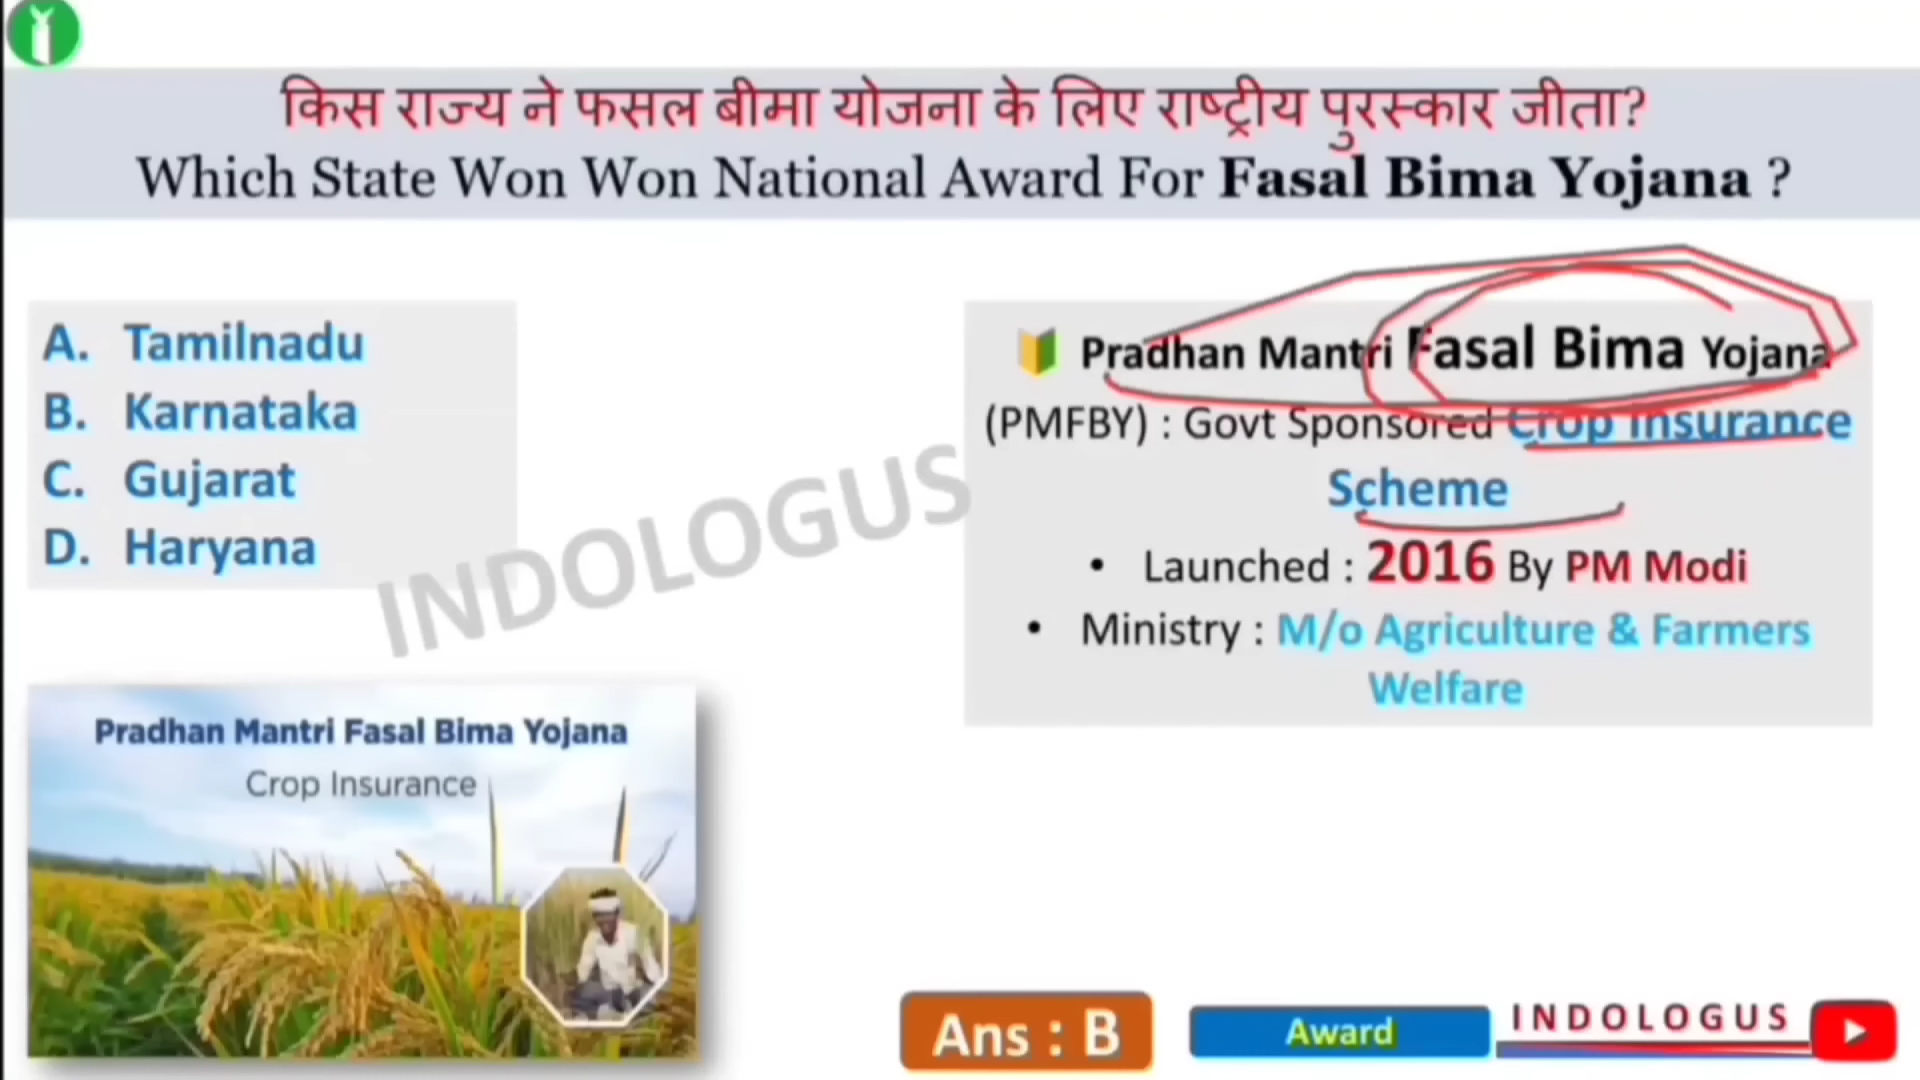 किस राज्य ने फसल बीमा योजना के लिए राष्ट्रीय पुरस्कार जीता?
Which State Won Won National Award For Fasal Bima Yojana ?
A. Tamilnadu
B. Karnataka
C. Gujarat
D. Haryana
Pradhan Mantri Fasal Bima Yojana
(PMFBY) : Govt Sponsored Crop Insurance
Scheme
• Launched : 2016 By PM Modi
• Ministry : M/o Agriculture & Farmers
Welfare
INDOLOGUS
Pradhan Mantri Fasal Bima Yojana
Crop Insurance
Ans : B
Award
INDOLOGUS